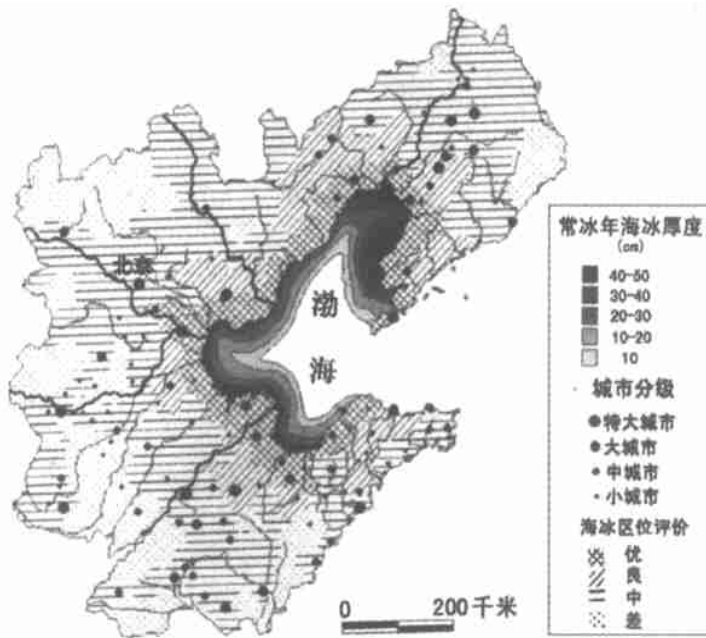 北京
渤
海
常冰年海冰厚度
(cm)
40-50
30-40
20-30
10-20
10
城市分级
特大城市
大城市
中城市
小城市
海冰区位评价
优
良
中
差
0 200千米